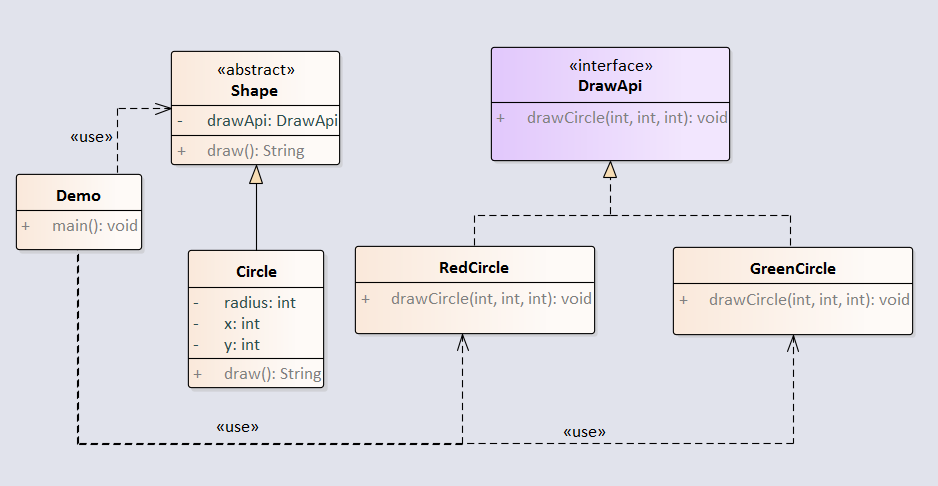 «abstract»
Shape
- drawApi: DrawApi
+ draw(): String
«interface»
DrawApi
+ drawCircle(int, int, int): void
«use»
Demo
+ main(): void
Circle
- radius: int
- x: int
- y: int
+ draw(): String
RedCircle
+ drawCircle(int, int, int): void
GreenCircle
+ drawCircle(int, int, int): void
«use»
«use»